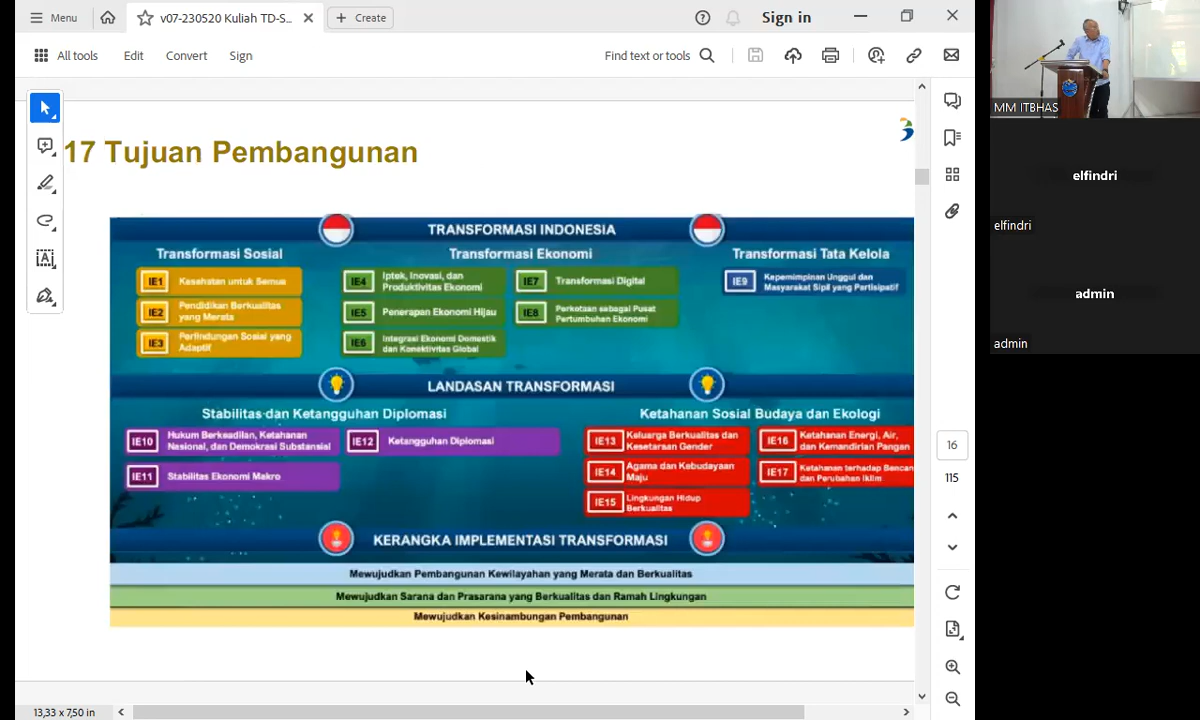 Menu
v07-230520 Kuliah TD-S...
Create
Sign in
All tools
Edit
Convert
Sign
Find text or tools
17 Tujuan Pembangunan
TRANSFORMASI INDONESIA
Transformasi Sosial
Transformasi Ekonomi
Transformasi Tata Kelola
IE1
Kesehatan untuk Semua
IE2
Pendidikan Berkualitas
yang Merata
IE3
Perlindungan Sosial yang
Adaptif
IE4
Iptek, Inovasi, dan
Produktivitas Ekonomi
IE5
Penerapan Ekonomi Hijau
IE6
Integrasi Ekonomi Domestik
dan Konektivitas Global
IE7
Transformasi Digital
IE8
Perkotaan sebagai Pusat
Pertumbuhan Ekonomi
IE9
Kepemimpinan Unggul dan
Masyarakat Sipil yang Partisipatif
LANDASAN TRANSFORMASI
Stabilitas dan Ketangguhan Diplomasi
Ketahanan Sosial Budaya dan Ekologi
IE10
Hukum Berkeadilan, Ketahanan
Nasional, dan Demokrasi Substansial
IE11
Stabilitas Ekonomi Makro
IE12
Ketangguhan Diplomasi
IE13
Keluarga Berkualitas dan
Kesetaraan Gender
IE14
Agama dan Kebudayaan
Maju
IE15
Lingkungan Hidup
Berkualitas
IE16
Ketahanan Energi, Air,
dan Kemandirian Pangan
IE17
Ketahanan terhadap Bencan
dan Perubahan Iklim
KERANGKA IMPLEMENTASI TRANSFORMASI
Mewujudkan Pembangunan Kewilayahan yang Merata dan Berkualitas
Mewujudkan Sarana dan Prasarana yang Berkualitas dan Ramah Lingkungan
Mewujudkan Kesinambungan Pembangunan
16
115
13,33 x 7,50 in
MM ITBHAS
elfindri
elfindri
admin
admin